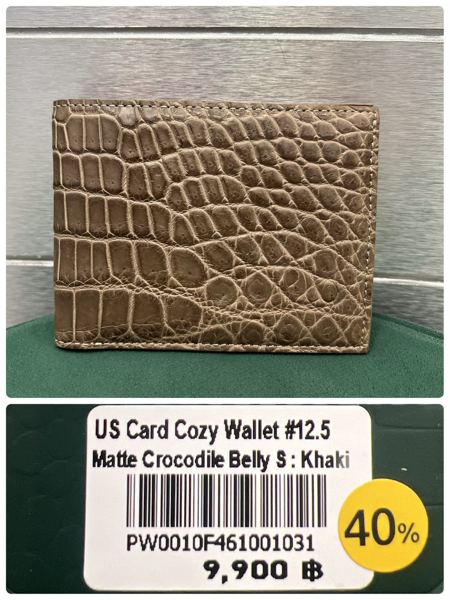 US Card Cozy Wallet #12.5
Matte Crocodile Belly S : Khaki
PW0010F461001031
9,900 ฿
40%